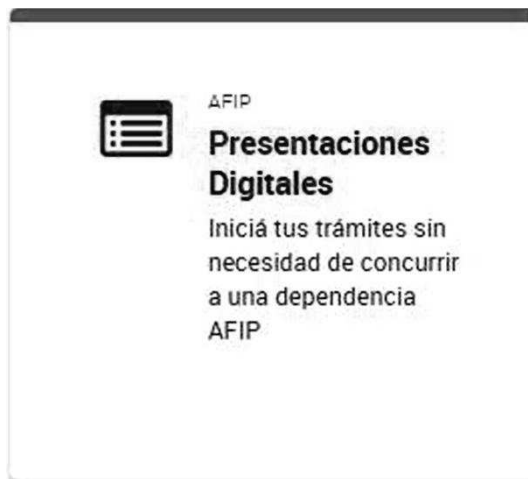 AFIP
Presentaciones
Digitales
Iniciá tus trámites sin
necesidad de concurrir
a una dependencia
AFIP